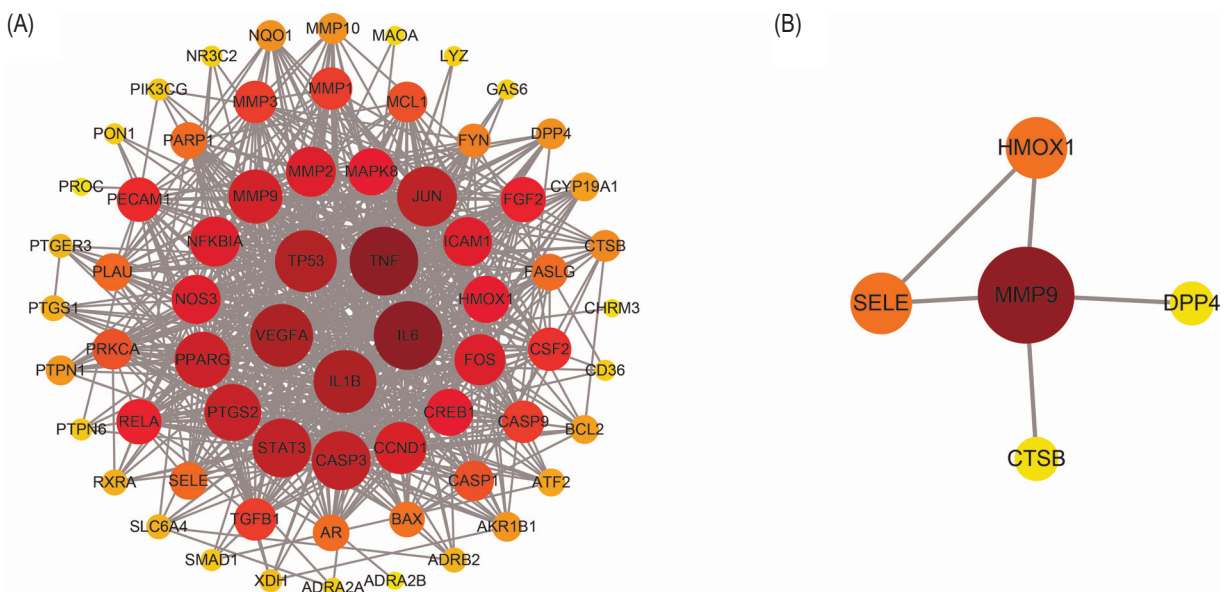 (A)
(B)
NQO1
MMP10
MAOA
LYZ
NR3C2
GAS6
PIK3CG
MMP3
MMP1
MCL1
PON1
PARP1
FYN
DPP4
PROC
PECAM1
MMP9
MMP2
MAPK8
JUN
FGF2
CYP19A1
PTGER3
PLAU
NFKBIA
TP53
TNF
ICAM1
FASLG
CTSB
PTGS1
NOS3
HMOX1
CHRM3
PRKCA
VEGFA
IL6
CSF2
PTPN1
PPARG
FOS
CD36
IL1B
PTPN6
RELA
PTGS2
CREB1
CASP9
BCL2
STAT3
CASP3
CCND1
RXRA
SELE
CASP1
ATF2
SLC6A4
TGFB1
AR
BAX
AKR1B1
SMAD1
XDH
ADRA2A
ADRA2B
ADRB2
HMOX1
SELE
MMP9
DPP4
CTSB